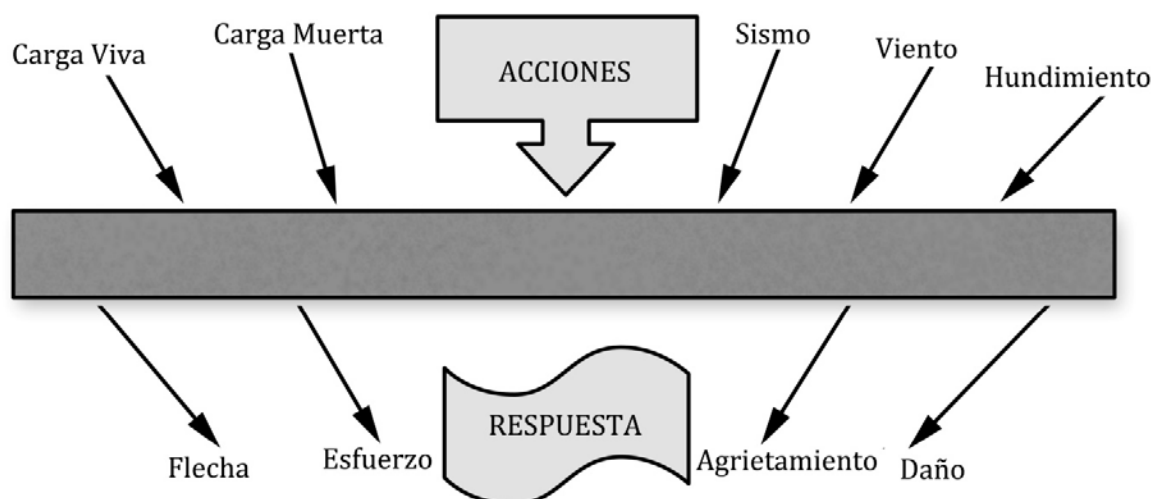 Carga Viva
Carga Muerta
ACCIONES
Sismo
Viento
Hundimiento
Flecha
Esfuerzo
RESPUESTA
Agrietamiento
Daño